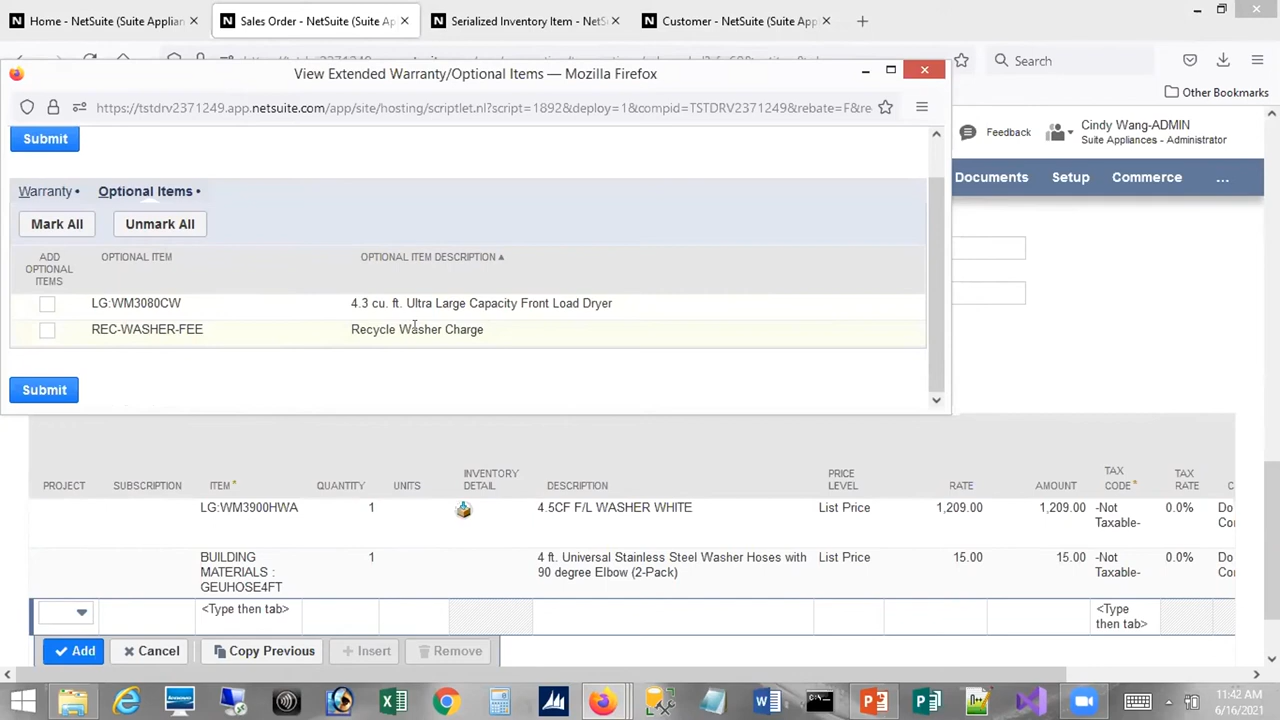 Home - NetSuite (Suite Applian
Sales Order - NetSuite (Suite Ap
Serialized Inventory Item - NetS
Customer - NetSuite (Suite App
Search
View Extended Warranty/Optional Items — Mozilla Firefox
Other Bookmarks
https://tstdrv2371249.app.netsuite.com/app/site/hosting/scriptlet.nl?script=1892&deploy=1&compid=TSTDRV2371249&rebate=F&re
Feedback
Cindy Wang-ADMIN
Suite Appliances - Administrator
Submit
Documents
Setup
Commerce
...
Warranty •
Optional Items •
Mark All
Unmark All
ADD OPTIONAL ITEMS
OPTIONAL ITEM
OPTIONAL ITEM DESCRIPTION ▲
LG:WM3080CW
4.3 cu. ft. Ultra Large Capacity Front Load Dryer
REC-WASHER-FEE
Recycle Washer Charge
Submit
PROJECT
SUBSCRIPTION
ITEM*
QUANTITY
UNITS
INVENTORY DETAIL
DESCRIPTION
PRICE LEVEL
RATE
AMOUNT
TAX CODE*
TAX RATE
C
LG:WM3900HWA
1
4.5CF F/L WASHER WHITE
List Price
1,209.00
1,209.00
-Not Taxable-
0.0%
Do
Con
BUILDING MATERIALS : GEUHOSE4FT
1
4 ft. Universal Stainless Steel Washer Hoses with
90 degree Elbow (2-Pack)
List Price
15.00
15.00
-Not Taxable-
0.0%
Do
Con
<Type then tab>
<Type then tab>
Add
Cancel
Copy Previous
Insert
Remove
11:42 AM
6/16/2021